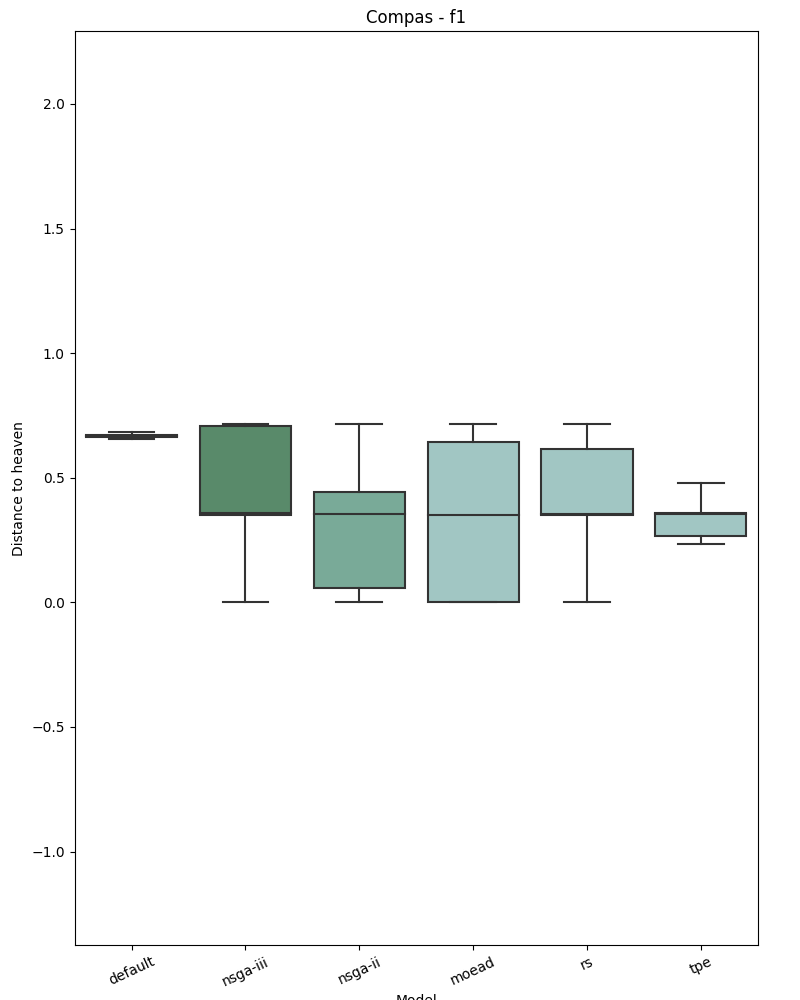 Compas - f1
Distance to heaven
2.0
1.5
1.0
0.5
0.0
−0.5
−1.0
default
nsga-iii
nsga-ii
moead
rs
tpe
Model